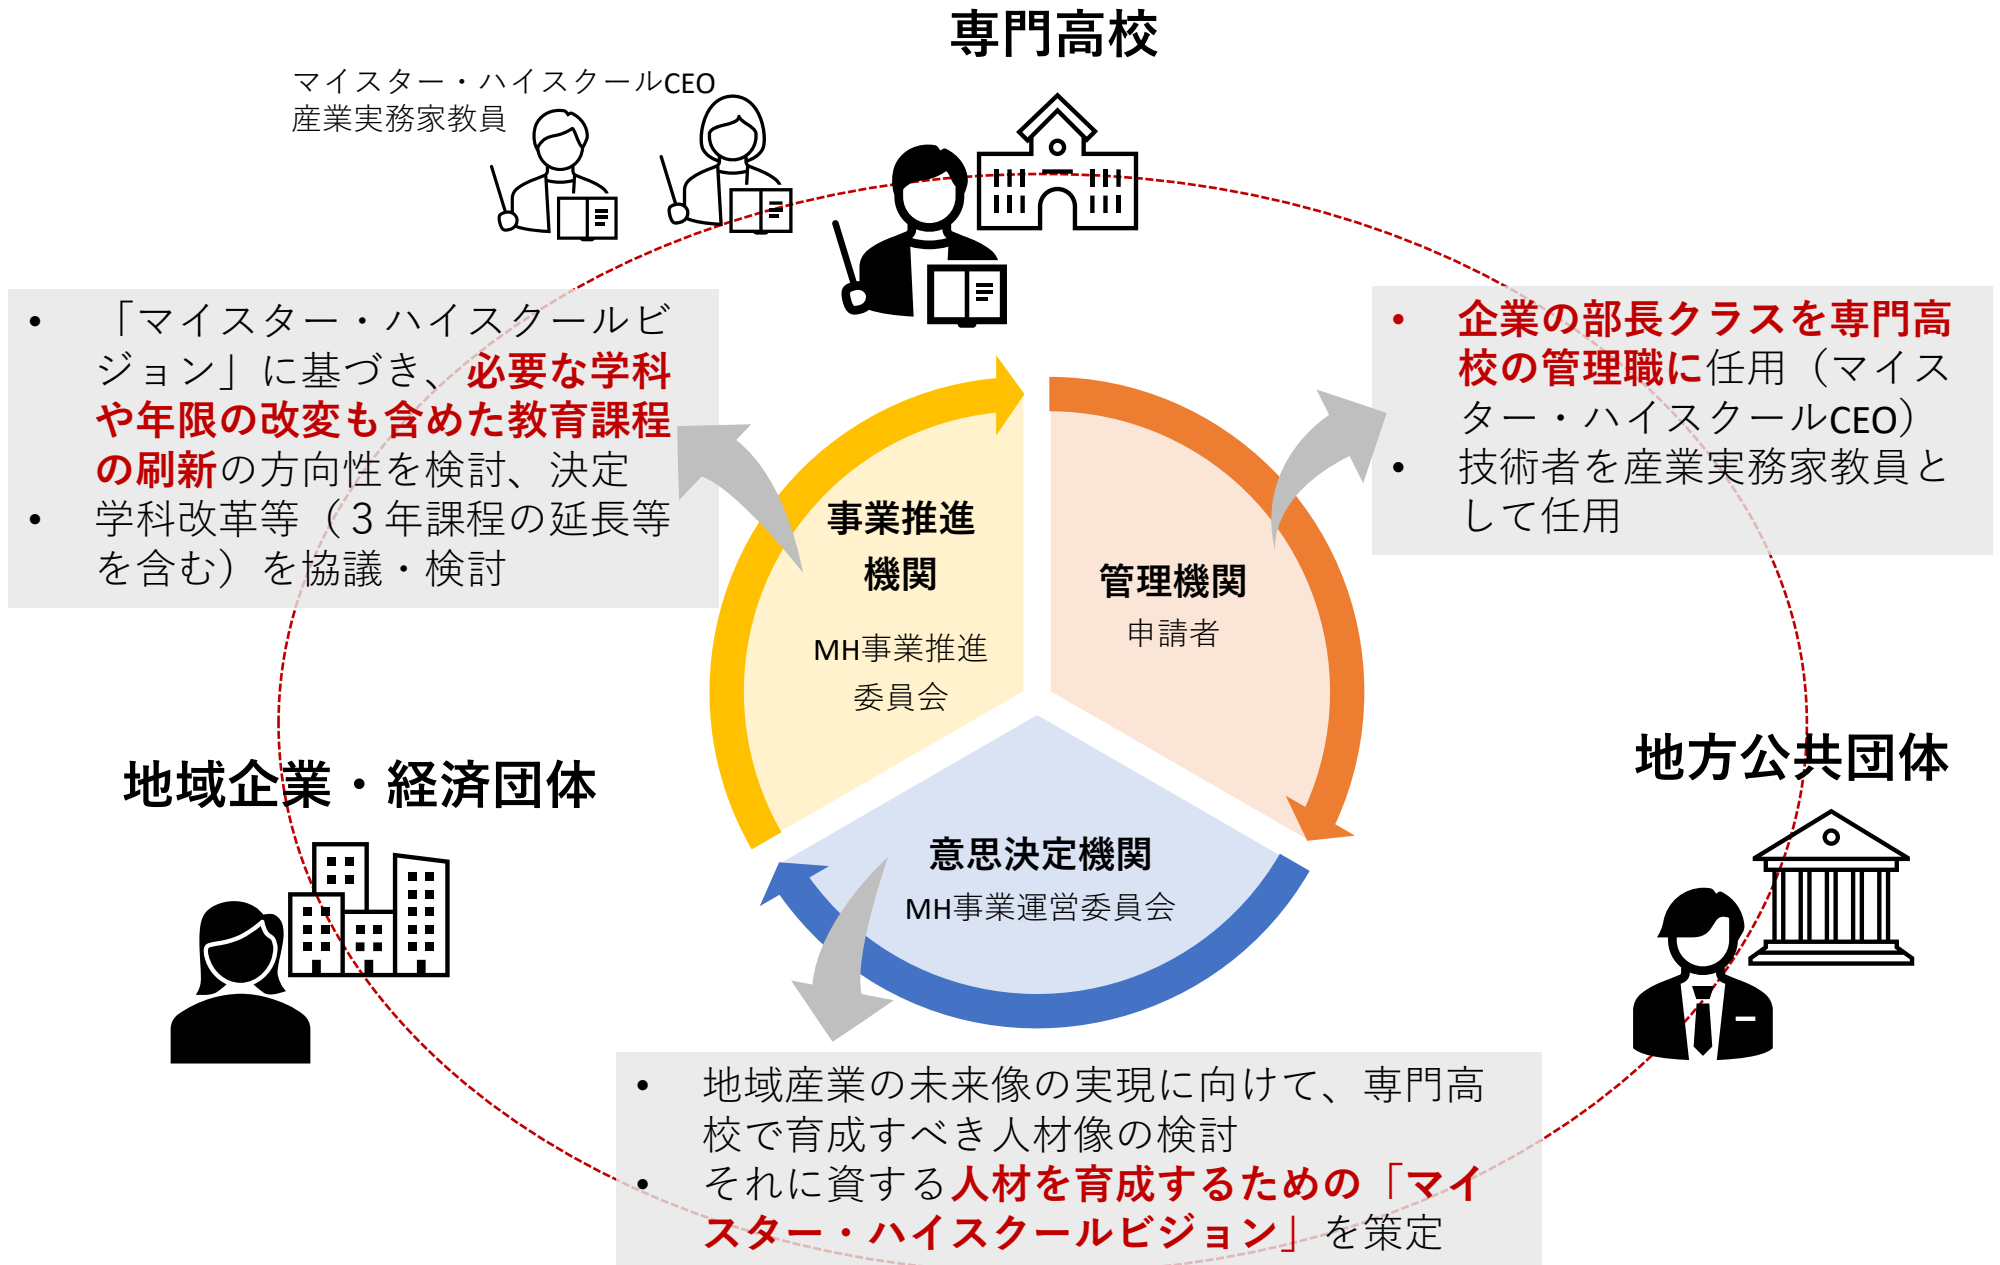 専門高校
マイスター・ハイスクールCEO
産業実務家教員
• 「マイスター・ハイスクールビ
ジョン」に基づき、必要な学科
や年限の改変も含めた教育課程
の刷新の方向性を検討、決定
• 学科改革等（３年課程の延長等
を含む）を協議・検討
• 企業の部長クラスを専門高
校の管理職に任用（マイス
ター・ハイスクールCEO）
• 技術者を産業実務家教員と
して任用
事業推進
機関
MH事業推進
委員会
管理機関
申請者
意思決定機関
MH事業運営委員会
地域企業・経済団体
地方公共団体
• 地域産業の未来像の実現に向けて、専門高
校で育成すべき人材像の検討
• それに資する人材を育成するための「マイ
スター・ハイスクールビジョン」を策定